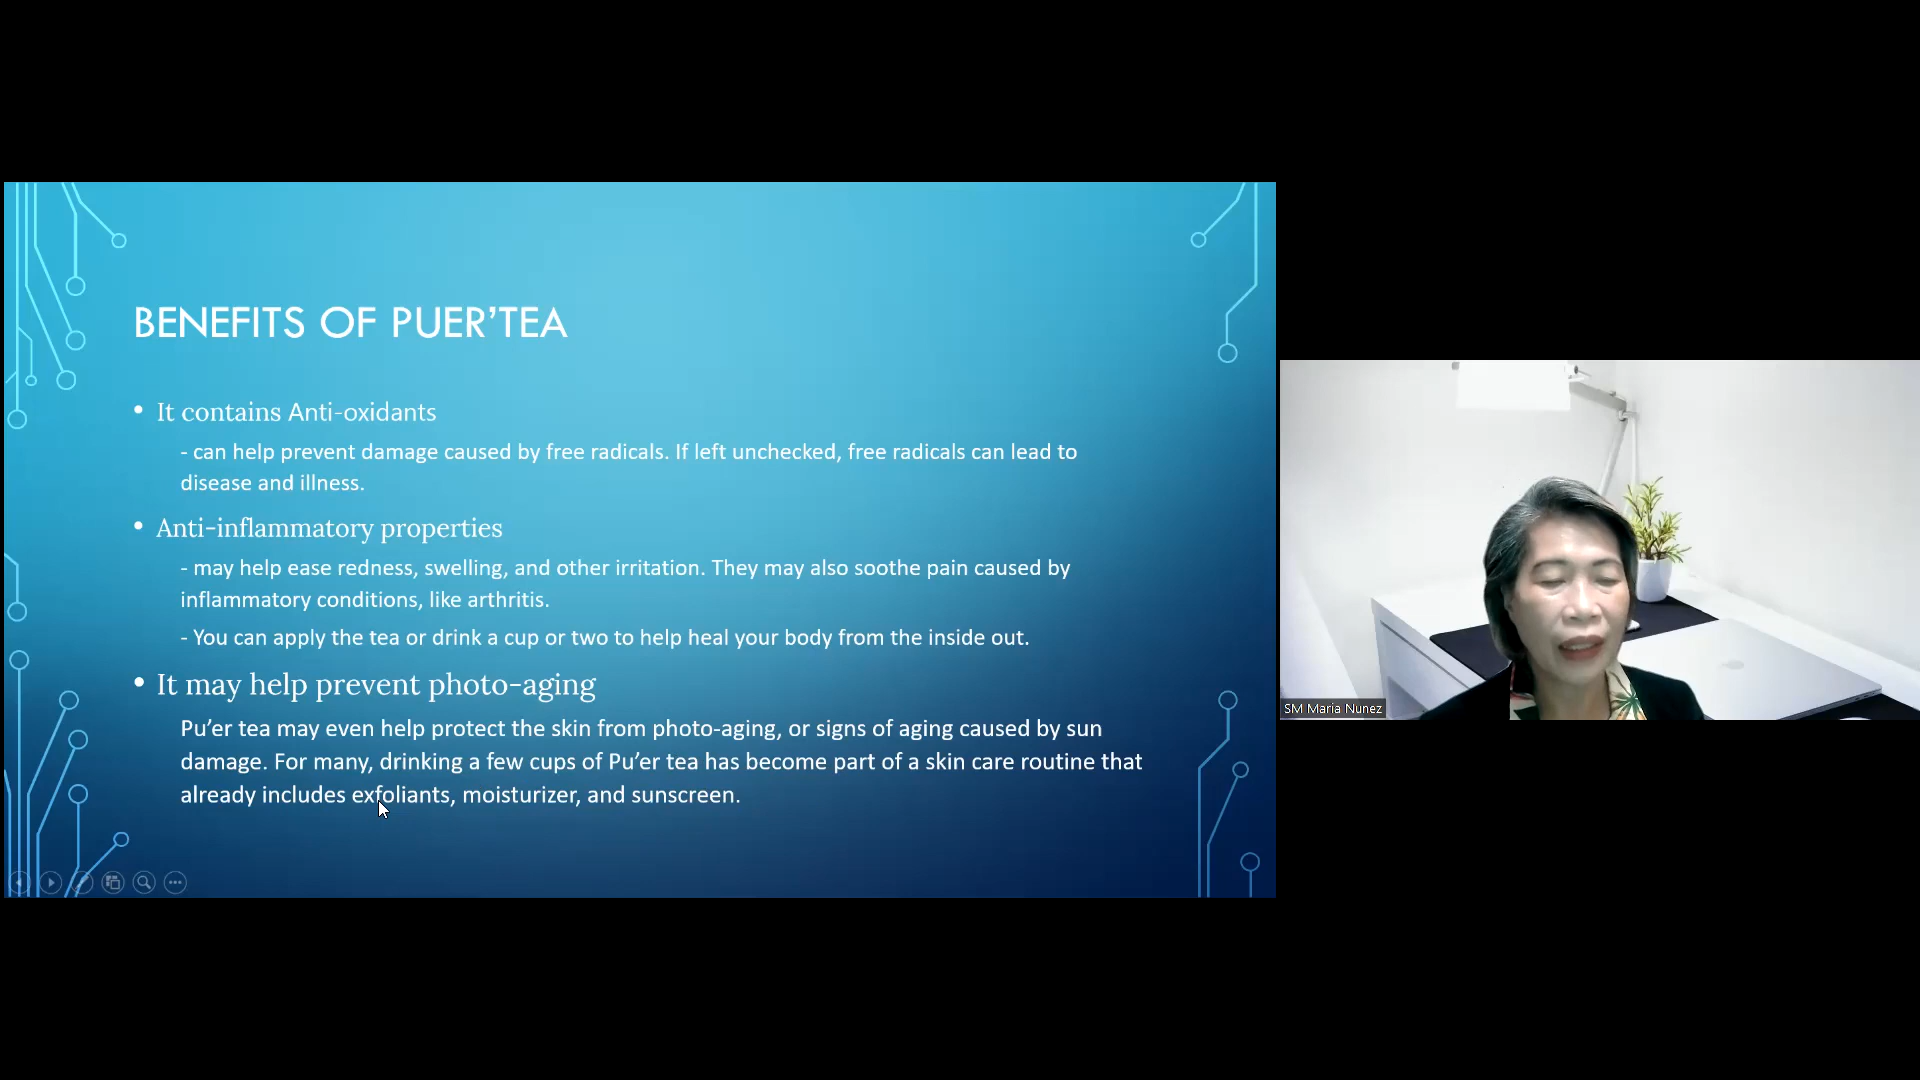 BENEFITS OF PUER’TEA
• It contains Anti-oxidants
- can help prevent damage caused by free radicals. If left unchecked, free radicals can lead to
disease and illness.
• Anti-inflammatory properties
- may help ease redness, swelling, and other irritation. They may also soothe pain caused by
inflammatory conditions, like arthritis.
- You can apply the tea or drink a cup or two to help heal your body from the inside out.
• It may help prevent photo-aging
Pu’er tea may even help protect the skin from photo-aging, or signs of aging caused by sun
damage. For many, drinking a few cups of Pu’er tea has become part of a skin care routine that
already includes exfoliants, moisturizer, and sunscreen.
SM Maria Nunez